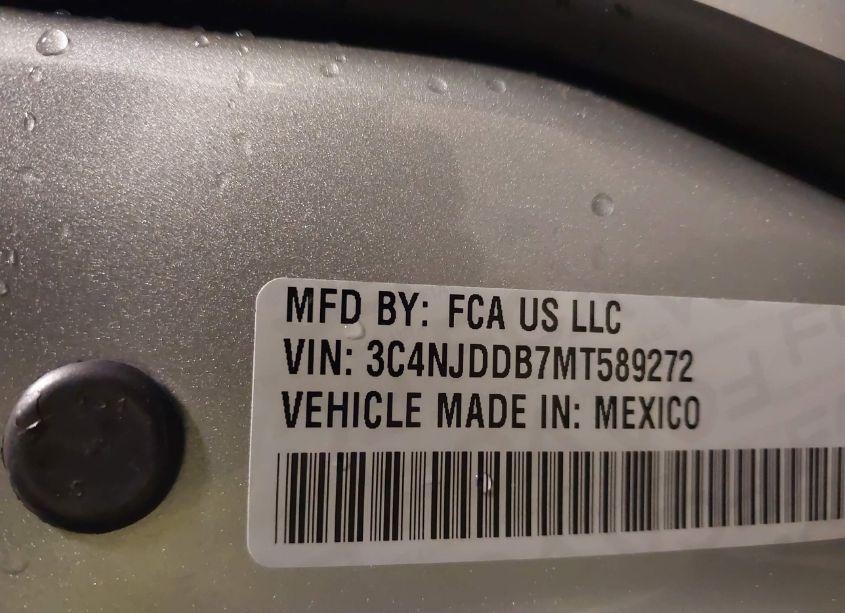 MFD BY: FCA US LLC
VIN: 3C4NJDDB7MT589272
VEHICLE MADE IN: MEXICO